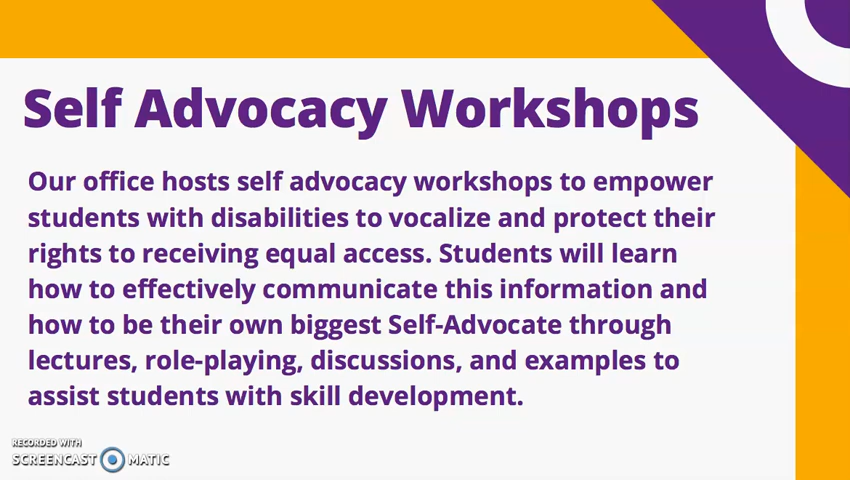 Self Advocacy Workshops
Our office hosts self advocacy workshops to empower
students with disabilities to vocalize and protect their
rights to receiving equal access. Students will learn
how to effectively communicate this information and
how to be their own biggest Self-Advocate through
lectures, role-playing, discussions, and examples to
assist students with skill development.
RECORDED WITH
SCREENCAST MATIC